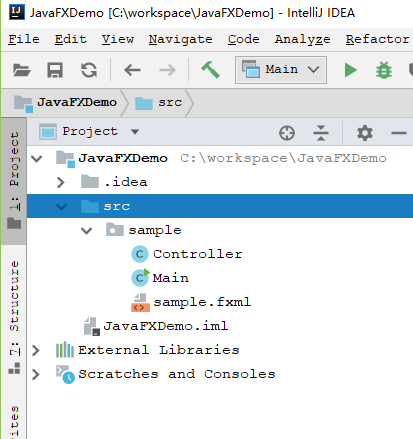 JavaFXDemo [C:\workspace\JavaFXDemo] - IntelliJ IDEA
File Edit View Navigate Code Analyze Refactor
Main
JavaFXDemo src
Project
1: Project
JavaFXDemo C:\workspace\JavaFXDemo
.idea
src
sample
Controller
Main
sample.fxml
JavaFXDemo.iml
External Libraries
Scratches and Consoles
7: Structure
ites